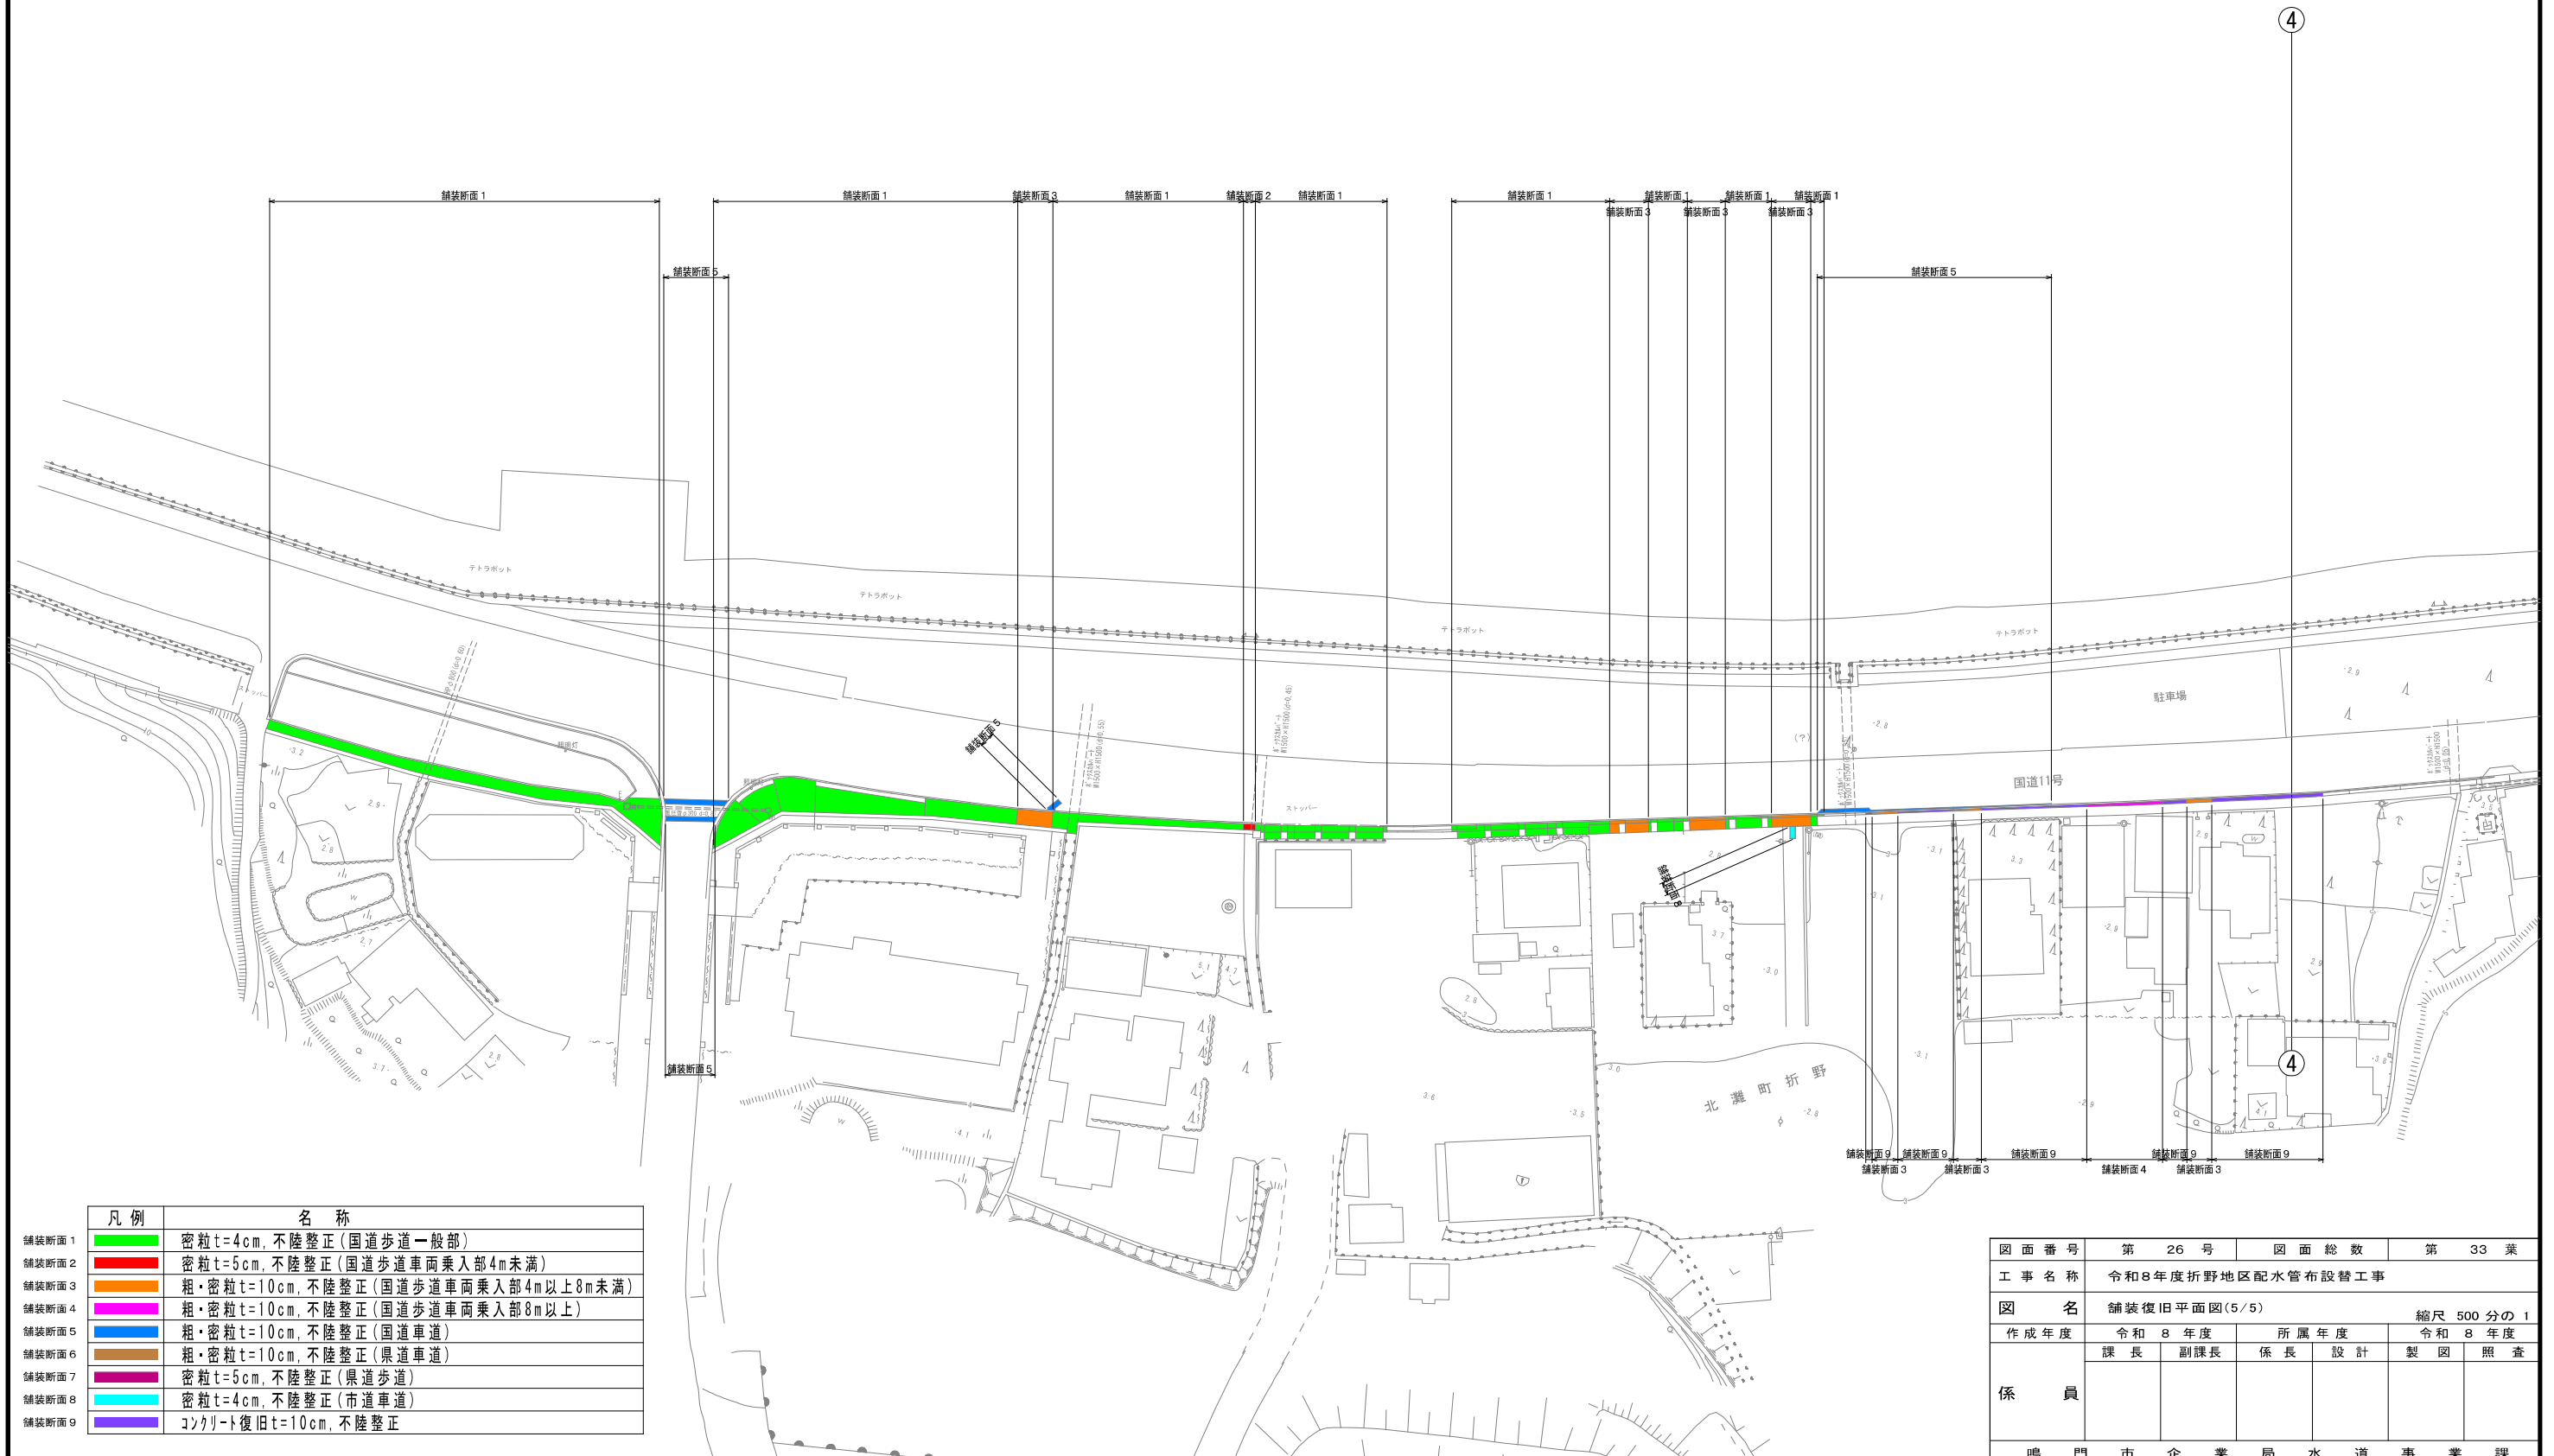 ④
舗装断面1
舗装断面1
舗装断面3
舗装断面1
舗装断面2
舗装断面1
舗装断面1
舗装断面1
舗装断面1
舗装断面1
舗装断面3
舗装断面3
舗装断面3
舗装断面5
舗装断面5
テトラポット
テトラポット
テトラポット
テトラポット
駐車場
国道11号
ストッパー
照明灯
舗装断面5
ストッパー
(?)
舗装断面8
北灘町折野
④
舗装断面5
舗装断面9
舗装断面9
舗装断面9
舗装断面9
舗装断面9
舗装断面3
舗装断面3
舗装断面4
舗装断面3
凡例 名称
舗装断面1 密粒t=4cm,不陸整正(国道歩道一般部)
舗装断面2 密粒t=5cm,不陸整正(国道歩道車両乗入部4m未満)
舗装断面3 粗・密粒t=10cm,不陸整正(国道歩道車両乗入部4m以上8m未満)
舗装断面4 粗・密粒t=10cm,不陸整正(国道歩道車両乗入部8m以上)
舗装断面5 粗・密粒t=10cm,不陸整正(国道車道)
舗装断面6 粗・密粒t=10cm,不陸整正(県道車道)
舗装断面7 密粒t=5cm,不陸整正(県道歩道)
舗装断面8 密粒t=4cm,不陸整正(市道車道)
舗装断面9 コンクリート復旧t=10cm,不陸整正
図面番号 第 26 号 図面総数 第 33 葉
工事名称 令和8年度折野地区配水管布設替工事
図名 舗装復旧平面図(5/5) 縮尺 500 分の 1
作成年度 令和 8 年度 所属年度 令和 8 年度
課長 副課長 係長 設計 製図 照査
係員
鳴門市企業局水道事業課